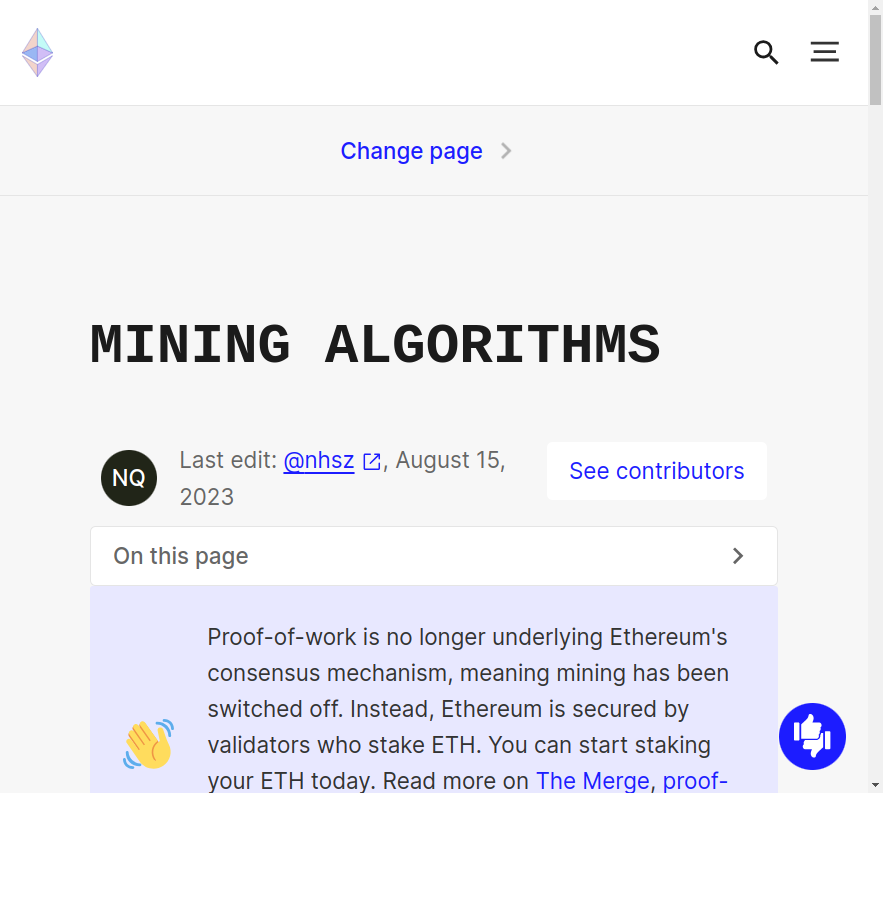 Change page
MINING ALGORITHMS
NQ
Last edit: @nhsz, August 15,
2023
See contributors
On this page
Proof-of-work is no longer underlying Ethereum's
consensus mechanism, meaning mining has been
switched off. Instead, Ethereum is secured by
validators who stake ETH. You can start staking
your ETH today. Read more on The Merge, proof-